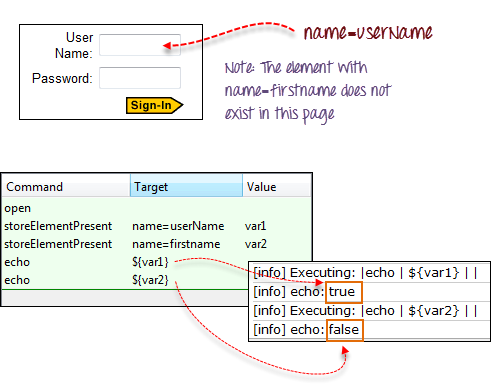 User
Name:
Password:
Sign-In
name=userName
Note: The element with
name=firstname does not
exist in this page
Command Target Value
open
storeElementPresent name=userName var1
storeElementPresent name=firstname var2
echo ${var1}
echo ${var2}
[info] Executing: |echo | ${var1} | |
[info] echo: true
[info] Executing: |echo | ${var2} | |
[info] echo: false